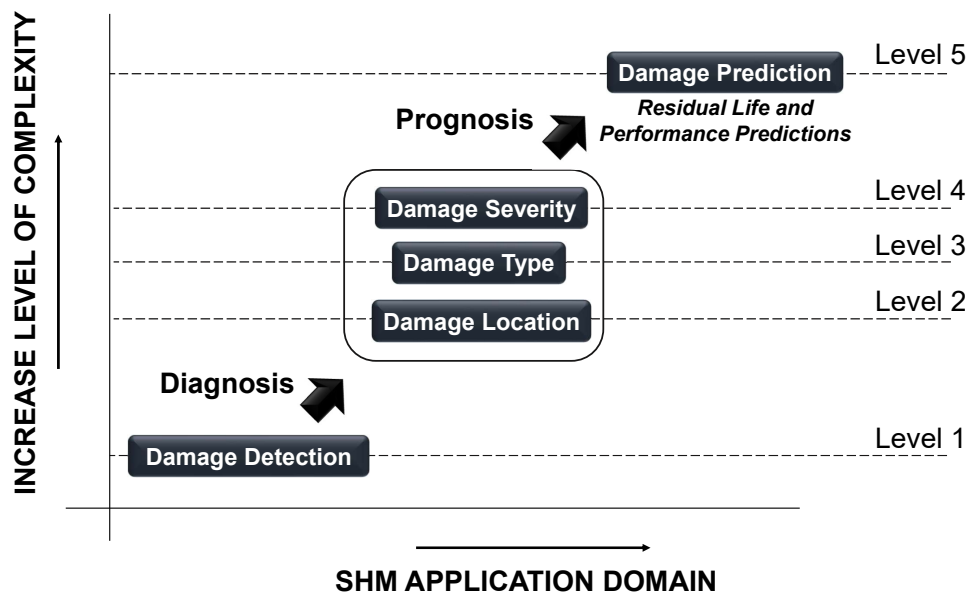 INCREASE LEVEL OF COMPLEXITY
Level 5
Damage Prediction
Prognosis
Residual Life and
Performance Predictions
Level 4
Damage Severity
Level 3
Damage Type
Level 2
Damage Location
Diagnosis
Level 1
Damage Detection
SHM APPLICATION DOMAIN